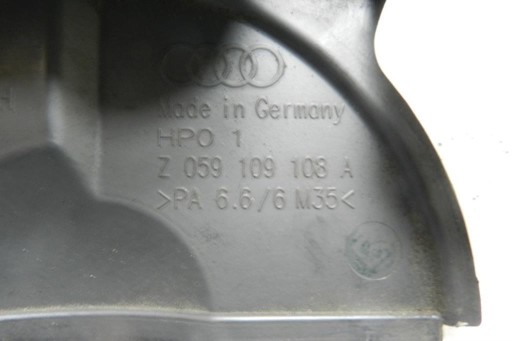 Made in Germany
HPO 1
Z 059 109 108 A
>PA 6.6/6 M35<